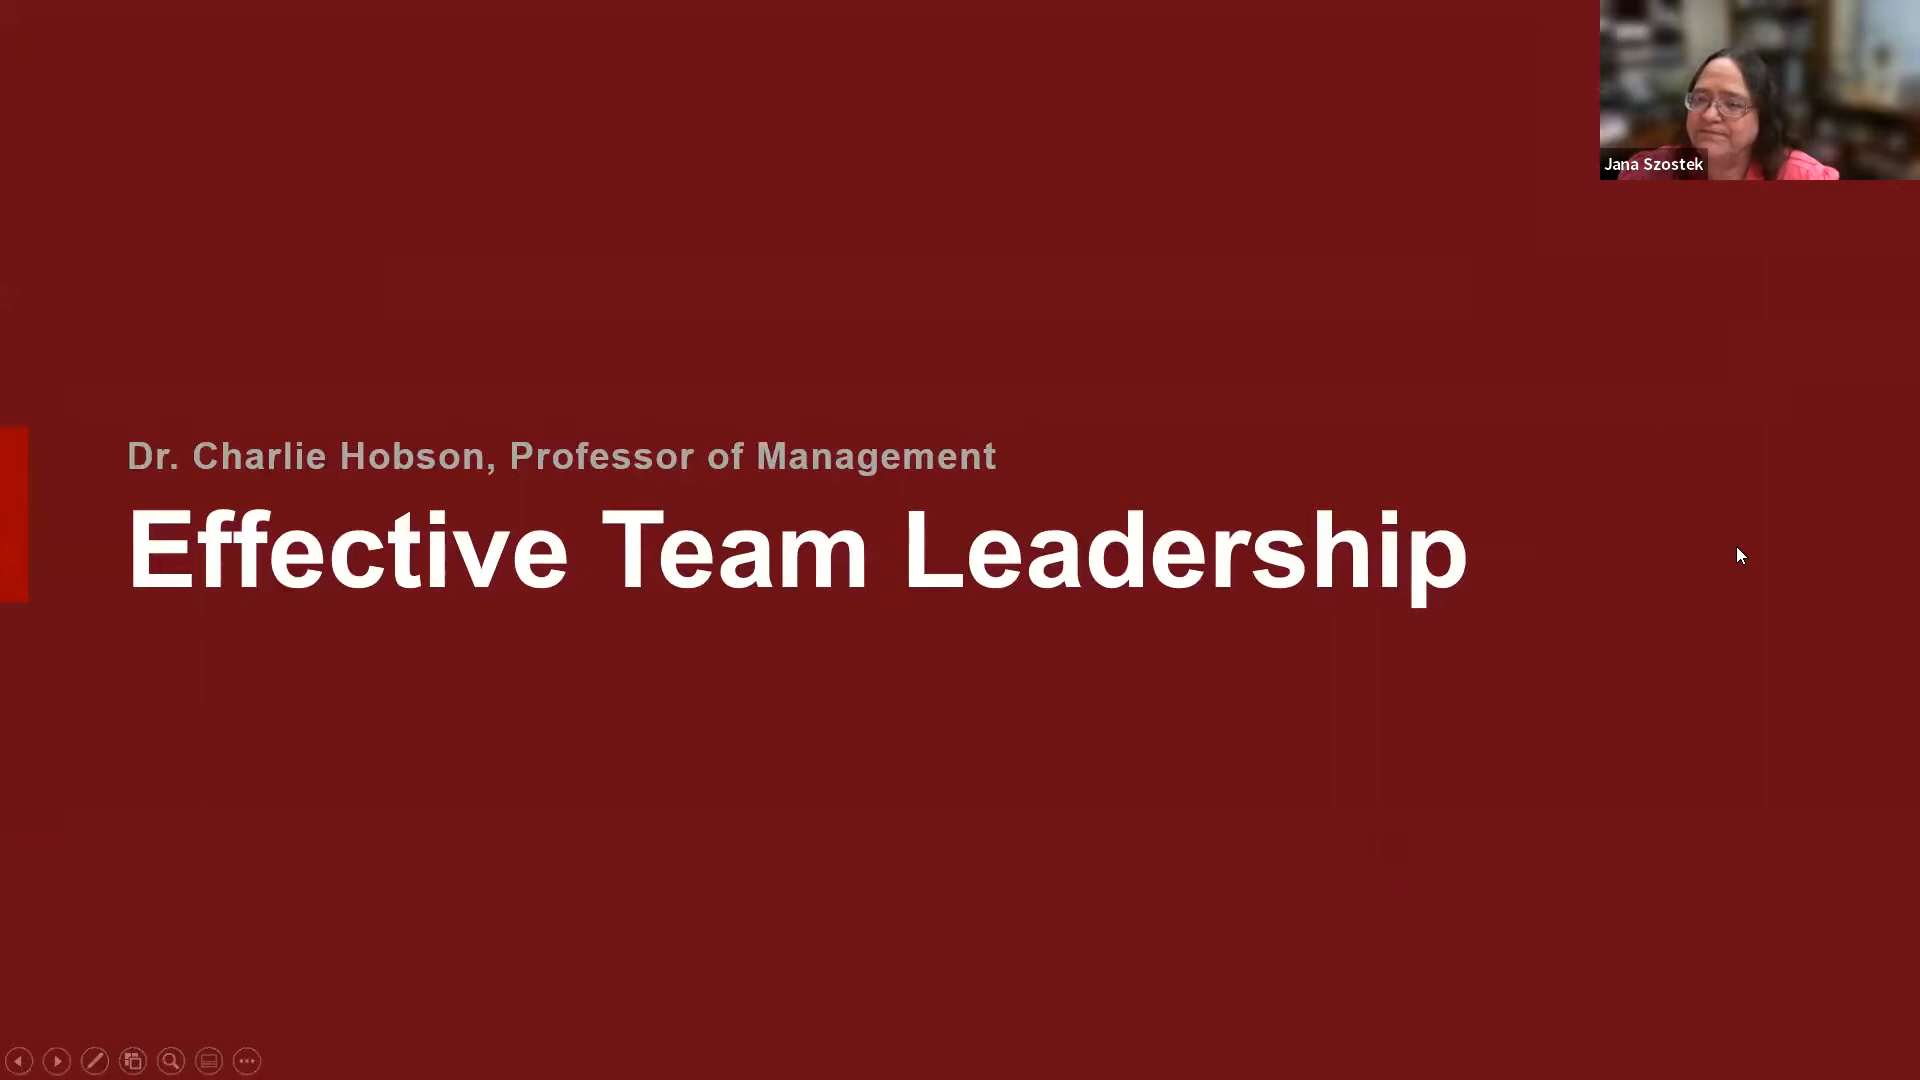 Jana Szostek
Dr. Charlie Hobson, Professor of Management
Effective Team Leadership